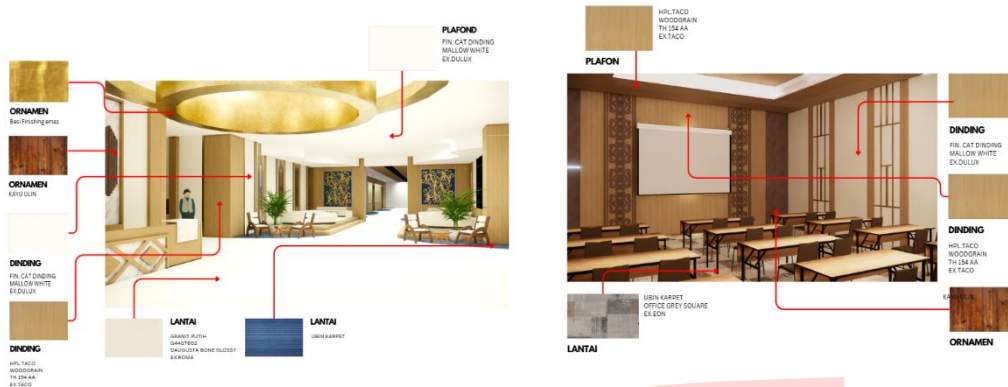 PLAFOND
FIN. CAT DINDING
MALLOW WHITE
EX.DULUX
ORNAMEN
Besi Finishing emas
ORNAMEN
KAYU ULIN
DINDING
FIN. CAT DINDING
MALLOW WHITE
EX.DULUX
DINDING
HPL.TACO
WOODGRAIN
TH 154 AA
EX.TACO
LANTAI
GRANIT PUTIH
DAUGUSTA BONE GLOSSY
EX.ROMA
LANTAI
UBIN KARPET
HPL.TACO
WOODGRAIN
TH 154 AA
EX.TACO
PLAFON
DINDING
FIN. CAT DINDING
MALLOW WHITE
EX.DULUX
DINDING
HPL.TACO
WOODGRAIN
TH 154 AA
EX.TACO
UBIN KARPET
OFFICE GREY SQUARE
EX.EON
LANTAI
KAYU ULIN
ORNAMEN